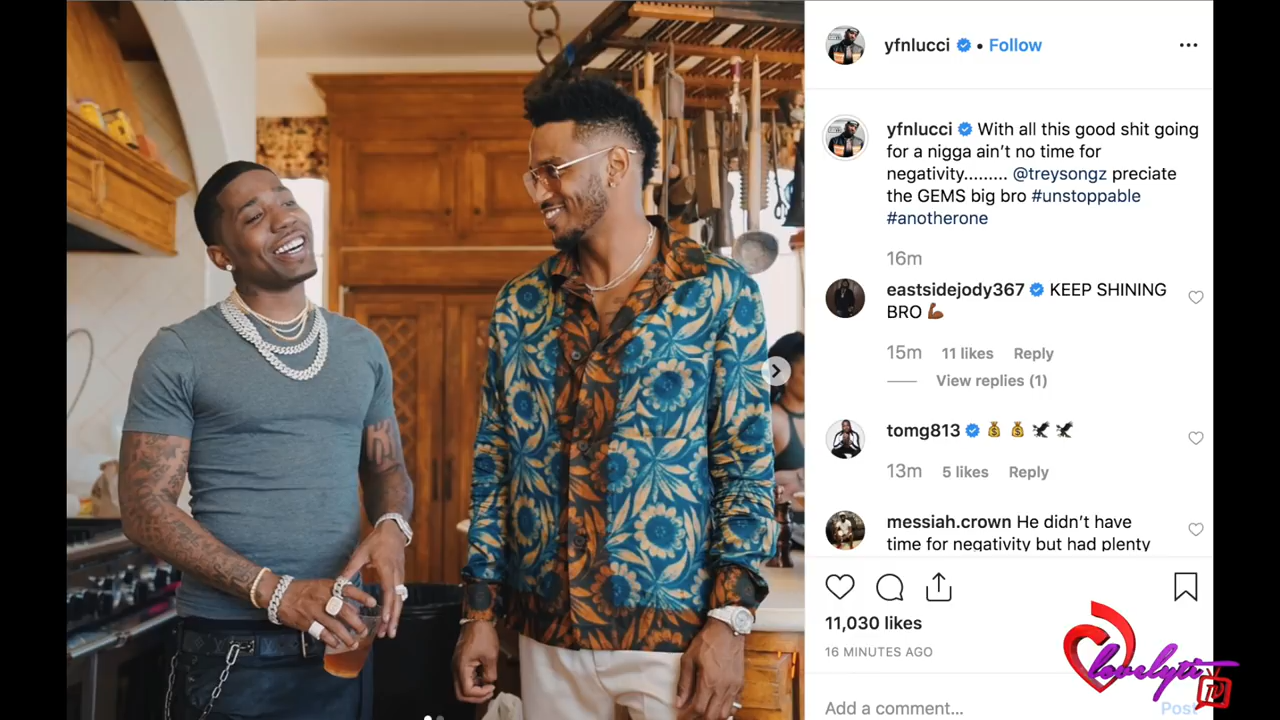 yfnlucci • Follow
yfnlucci With all this good shit going
for a nigga ain't no time for
negativity......... @treysongz preciate
the GEMS big bro #unstoppable
#anotherone
16m
eastsidejody367 KEEP SHINING
BRO 💪🏾
15m 11 likes Reply
View replies (1)
tomg813 💰 💰 🦅 🦅
13m 5 likes Reply
messiah.crown He didn't have
time for negativity but had plenty
11,030 likes
16 MINUTES AGO
Add a comment... Post
lovelyti
TV